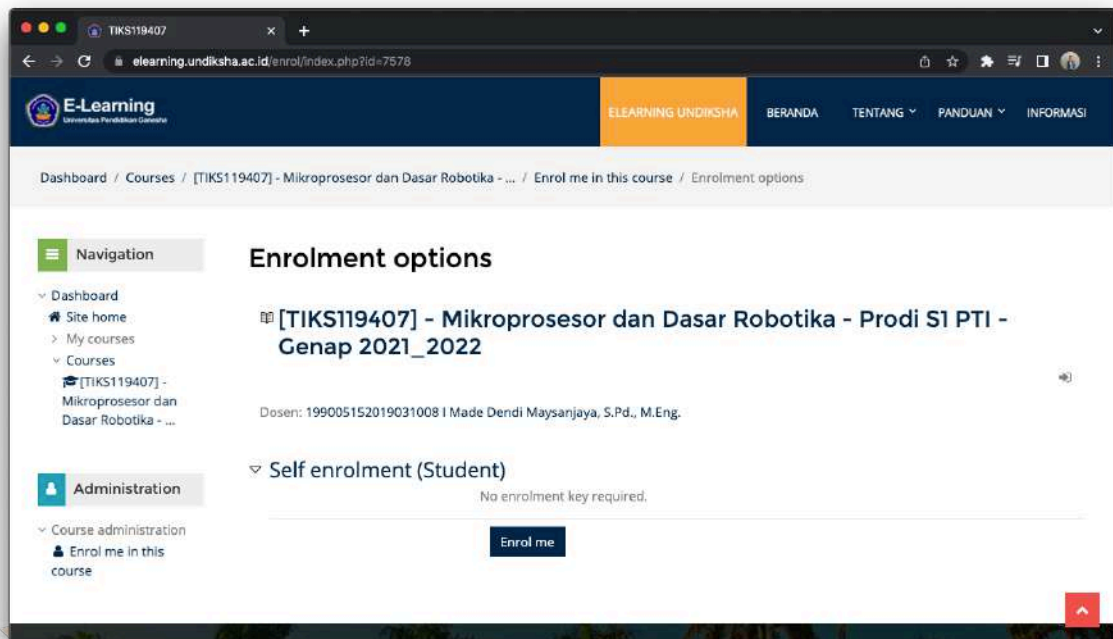 TIKS119407
elearning.undiksha.ac.id/enrol/index.php?id=7578
E-Learning
Universitas Pendidikan Ganesha
ELEARNING UNDIKSHA
BERANDA
TENTANG
PANDUAN
INFORMASI
Dashboard / Courses / [TIKS119407] - Mikroprosesor dan Dasar Robotika - ... / Enrol me in this course / Enrolment options
Navigation
Dashboard
Site home
My courses
Courses
[TIKS119407] -
Mikroprosesor dan
Dasar Robotika - ...
Administration
Course administration
Enrol me in this
course
Enrolment options
[TIKS119407] - Mikroprosesor dan Dasar Robotika - Prodi S1 PTI -
Genap 2021_2022
Dosen: 199005152019031008 I Made Dendi Maysanjaya, S.Pd., M.Eng.
Self enrolment (Student)
No enrolment key required.
Enrol me